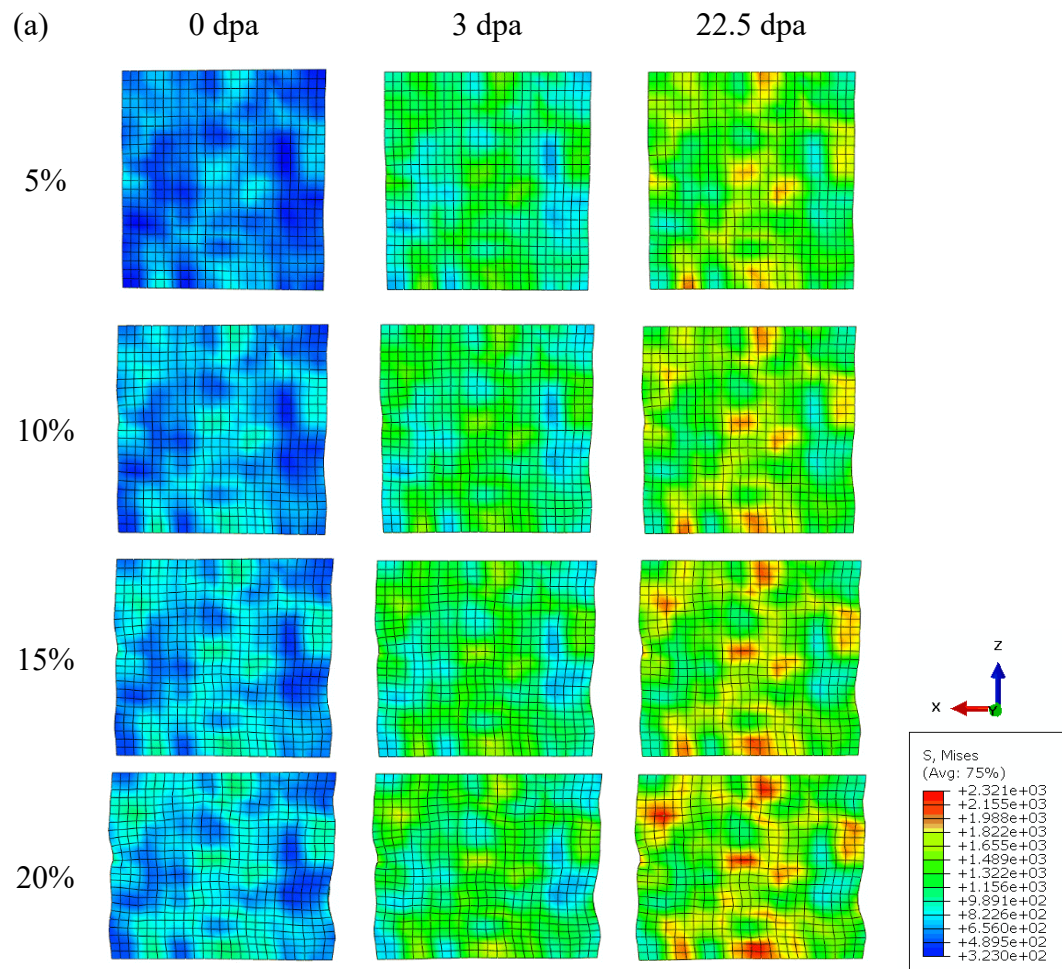 (a) 0 dpa 3 dpa 22.5 dpa
5%
10%
15%
20%
Z
X Y
S, Mises
(Avg: 75%)
+2.321e+03
+2.155e+03
+1.988e+03
+1.822e+03
+1.655e+03
+1.489e+03
+1.322e+03
+1.156e+03
+9.891e+02
+8.226e+02
+6.560e+02
+4.895e+02
+3.230e+02